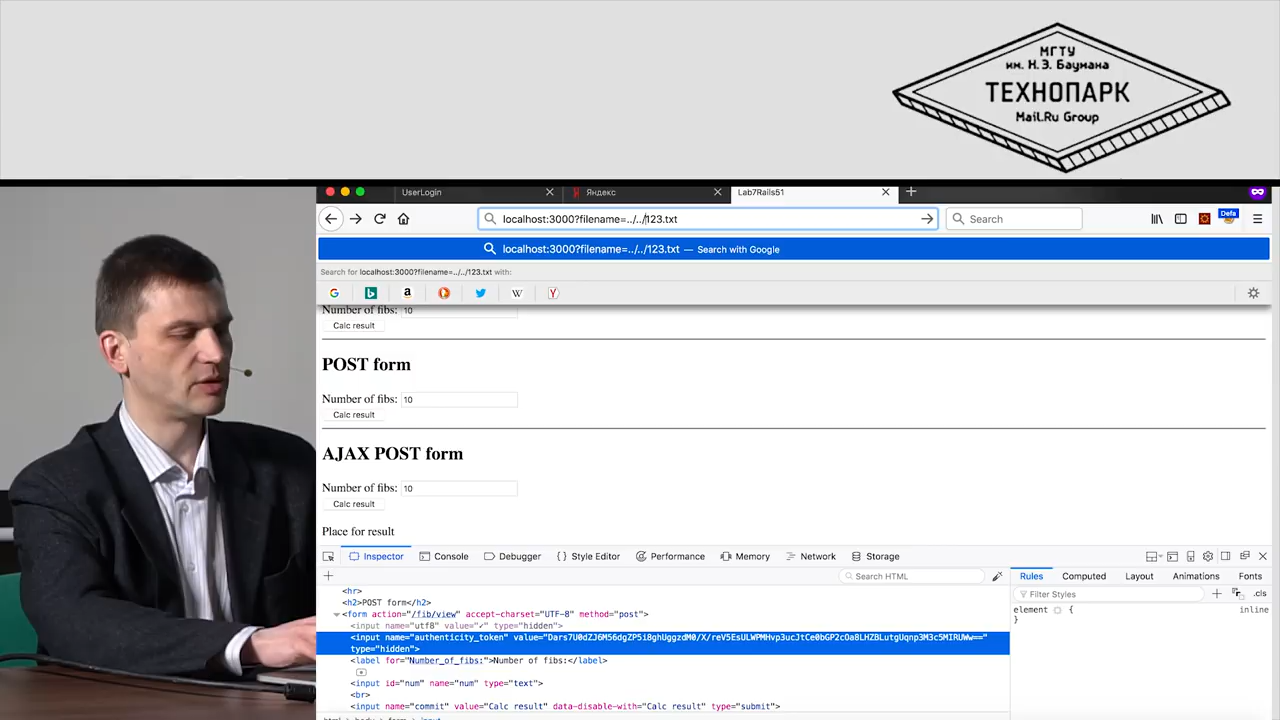 МГТУ
им. Н.Э. Баумана
ТЕХНОПАРК
Mail.Ru Group
UserLogin
Яндекс
Lab7Rails51
localhost:3000?filename=../../123.txt
Search
Defa
localhost:3000?filename=../../123.txt — Search with Google
Search for localhost:3000?filename=../../123.txt with:
Number of fibs: 10
Calc result
POST form
Number of fibs: 10
Calc result
AJAX POST form
Number of fibs: 10
Calc result
Place for result
Inspector Console Debugger Style Editor Performance Memory Network Storage
Search HTML
Rules Computed Layout Animations Fonts
Filter Styles
.cls
element { inline
}
<hr>
<h2>POST form</h2>
<form action="/fib/view" accept-charset="UTF-8" method="post">
<input name="utf8" value="✓" type="hidden">
<input name="authenticity_token" value="Dars7U0dZJ6M56dgZP5i8ghUggzdM0/X/reV5EsULWPMHvp3ucJtCe0bGP2cOa8LHZBLutgUqnp3M3c5MIRUWw=="
type="hidden">
<label for="Number_of_fibs:">Number of fibs:</label>
<input id="num" name="num" type="text">
<br>
<input name="commit" value="Calc result" data-disable-with="Calc result" type="submit">